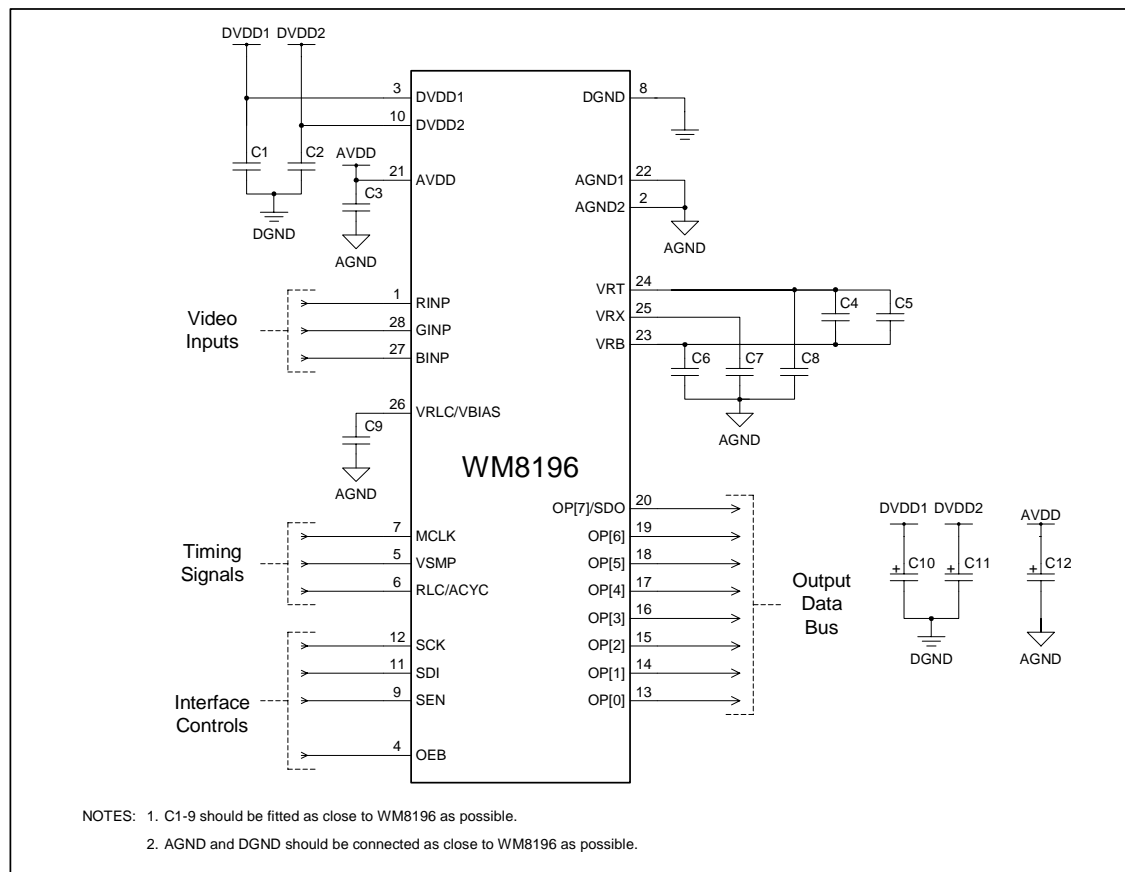 DVDD1 DVDD2
3 DVDD1
10 DVDD2
C1 C2
DGND
AVDD
21 AVDD
C3
AGND
DGND 8
AGND1 22
AGND2 2
AGND
Video
Inputs
1 RINP
28 GINP
27 BINP
VRT 24
VRX 25
VRB 23
C4 C5
C6 C7 C8
AGND
26 VRLC/VBIAS
C9
AGND
WM8196
Timing
Signals
7 MCLK
5 VSMP
6 RLC/ACYC
Interface
Controls
12 SCK
11 SDI
9 SEN
4 OEB
OP[7]/SDO 20
OP[6] 19
OP[5] 18
OP[4] 17
OP[3] 16
OP[2] 15
OP[1] 14
OP[0] 13
Output
Data
Bus
DVDD1 DVDD2
+ C10 + C11
DGND
AVDD
+ C12
AGND
NOTES: 1. C1-9 should be fitted as close to WM8196 as possible.
2. AGND and DGND should be connected as close to WM8196 as possible.